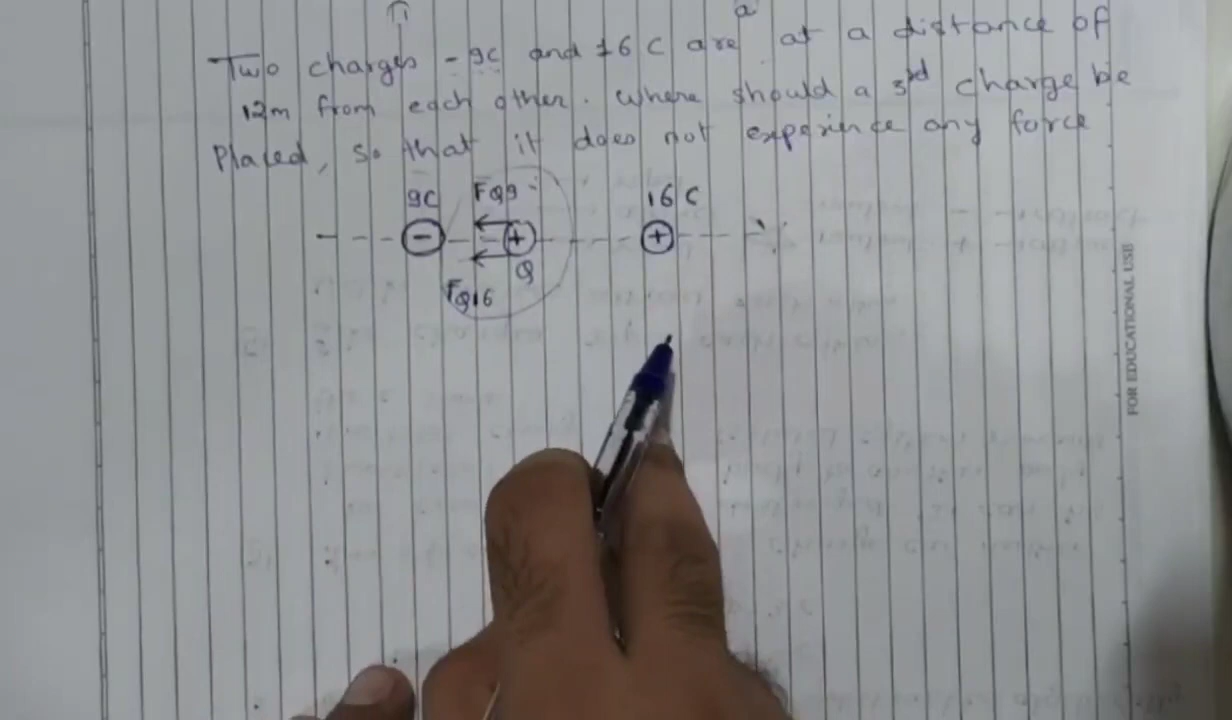 Two charges - 9C and 16 C are at a distance of
12m from each other. Where should a 3rd charge be
Placed, so that it does not experience any force
9C FQ9 16 C
- + +
Q
FQ16
FOR EDUCATIONAL USE